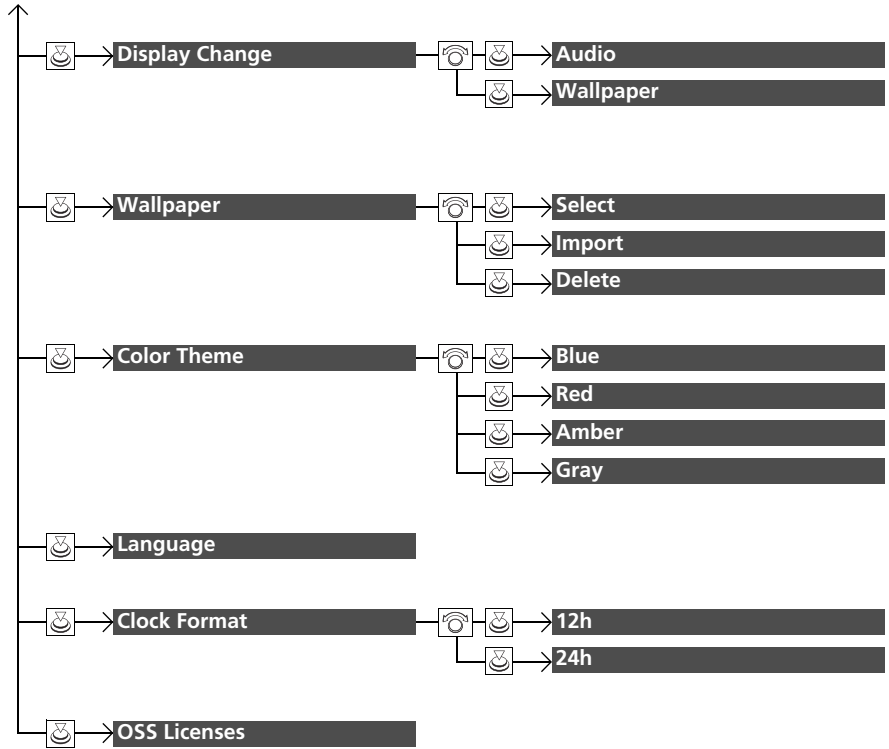 Display Change
Audio
Wallpaper
Wallpaper
Select
Import
Delete
Color Theme
Blue
Red
Amber
Gray
Language
Clock Format
12h
24h
OSS Licenses